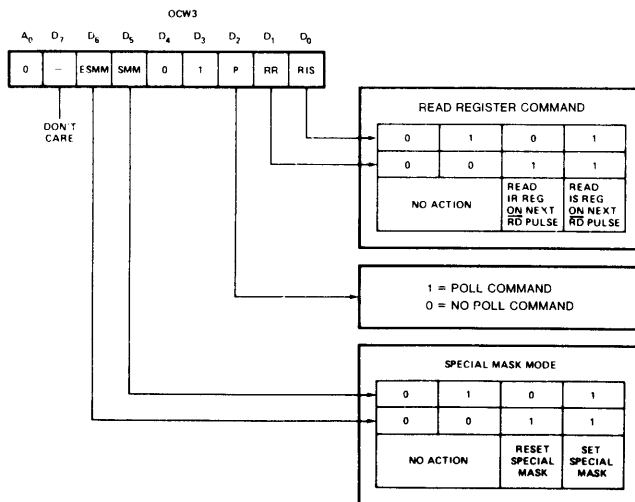 OCW3
A0 D7 D6 D5 D4 D3 D2 D1 D0
0 – ESMM SMM 0 1 P RR RIS
DON'T
CARE
READ REGISTER COMMAND
0 1 0 1
0 0 1 1
NO ACTION
READ
IR REG
ON NEXT
RD PULSE
READ
IS REG
ON NEXT
RD PULSE
1 = POLL COMMAND
0 = NO POLL COMMAND
SPECIAL MASK MODE
0 1 0 1
0 0 1 1
NO ACTION
RESET
SPECIAL
MASK
SET
SPECIAL
MASK